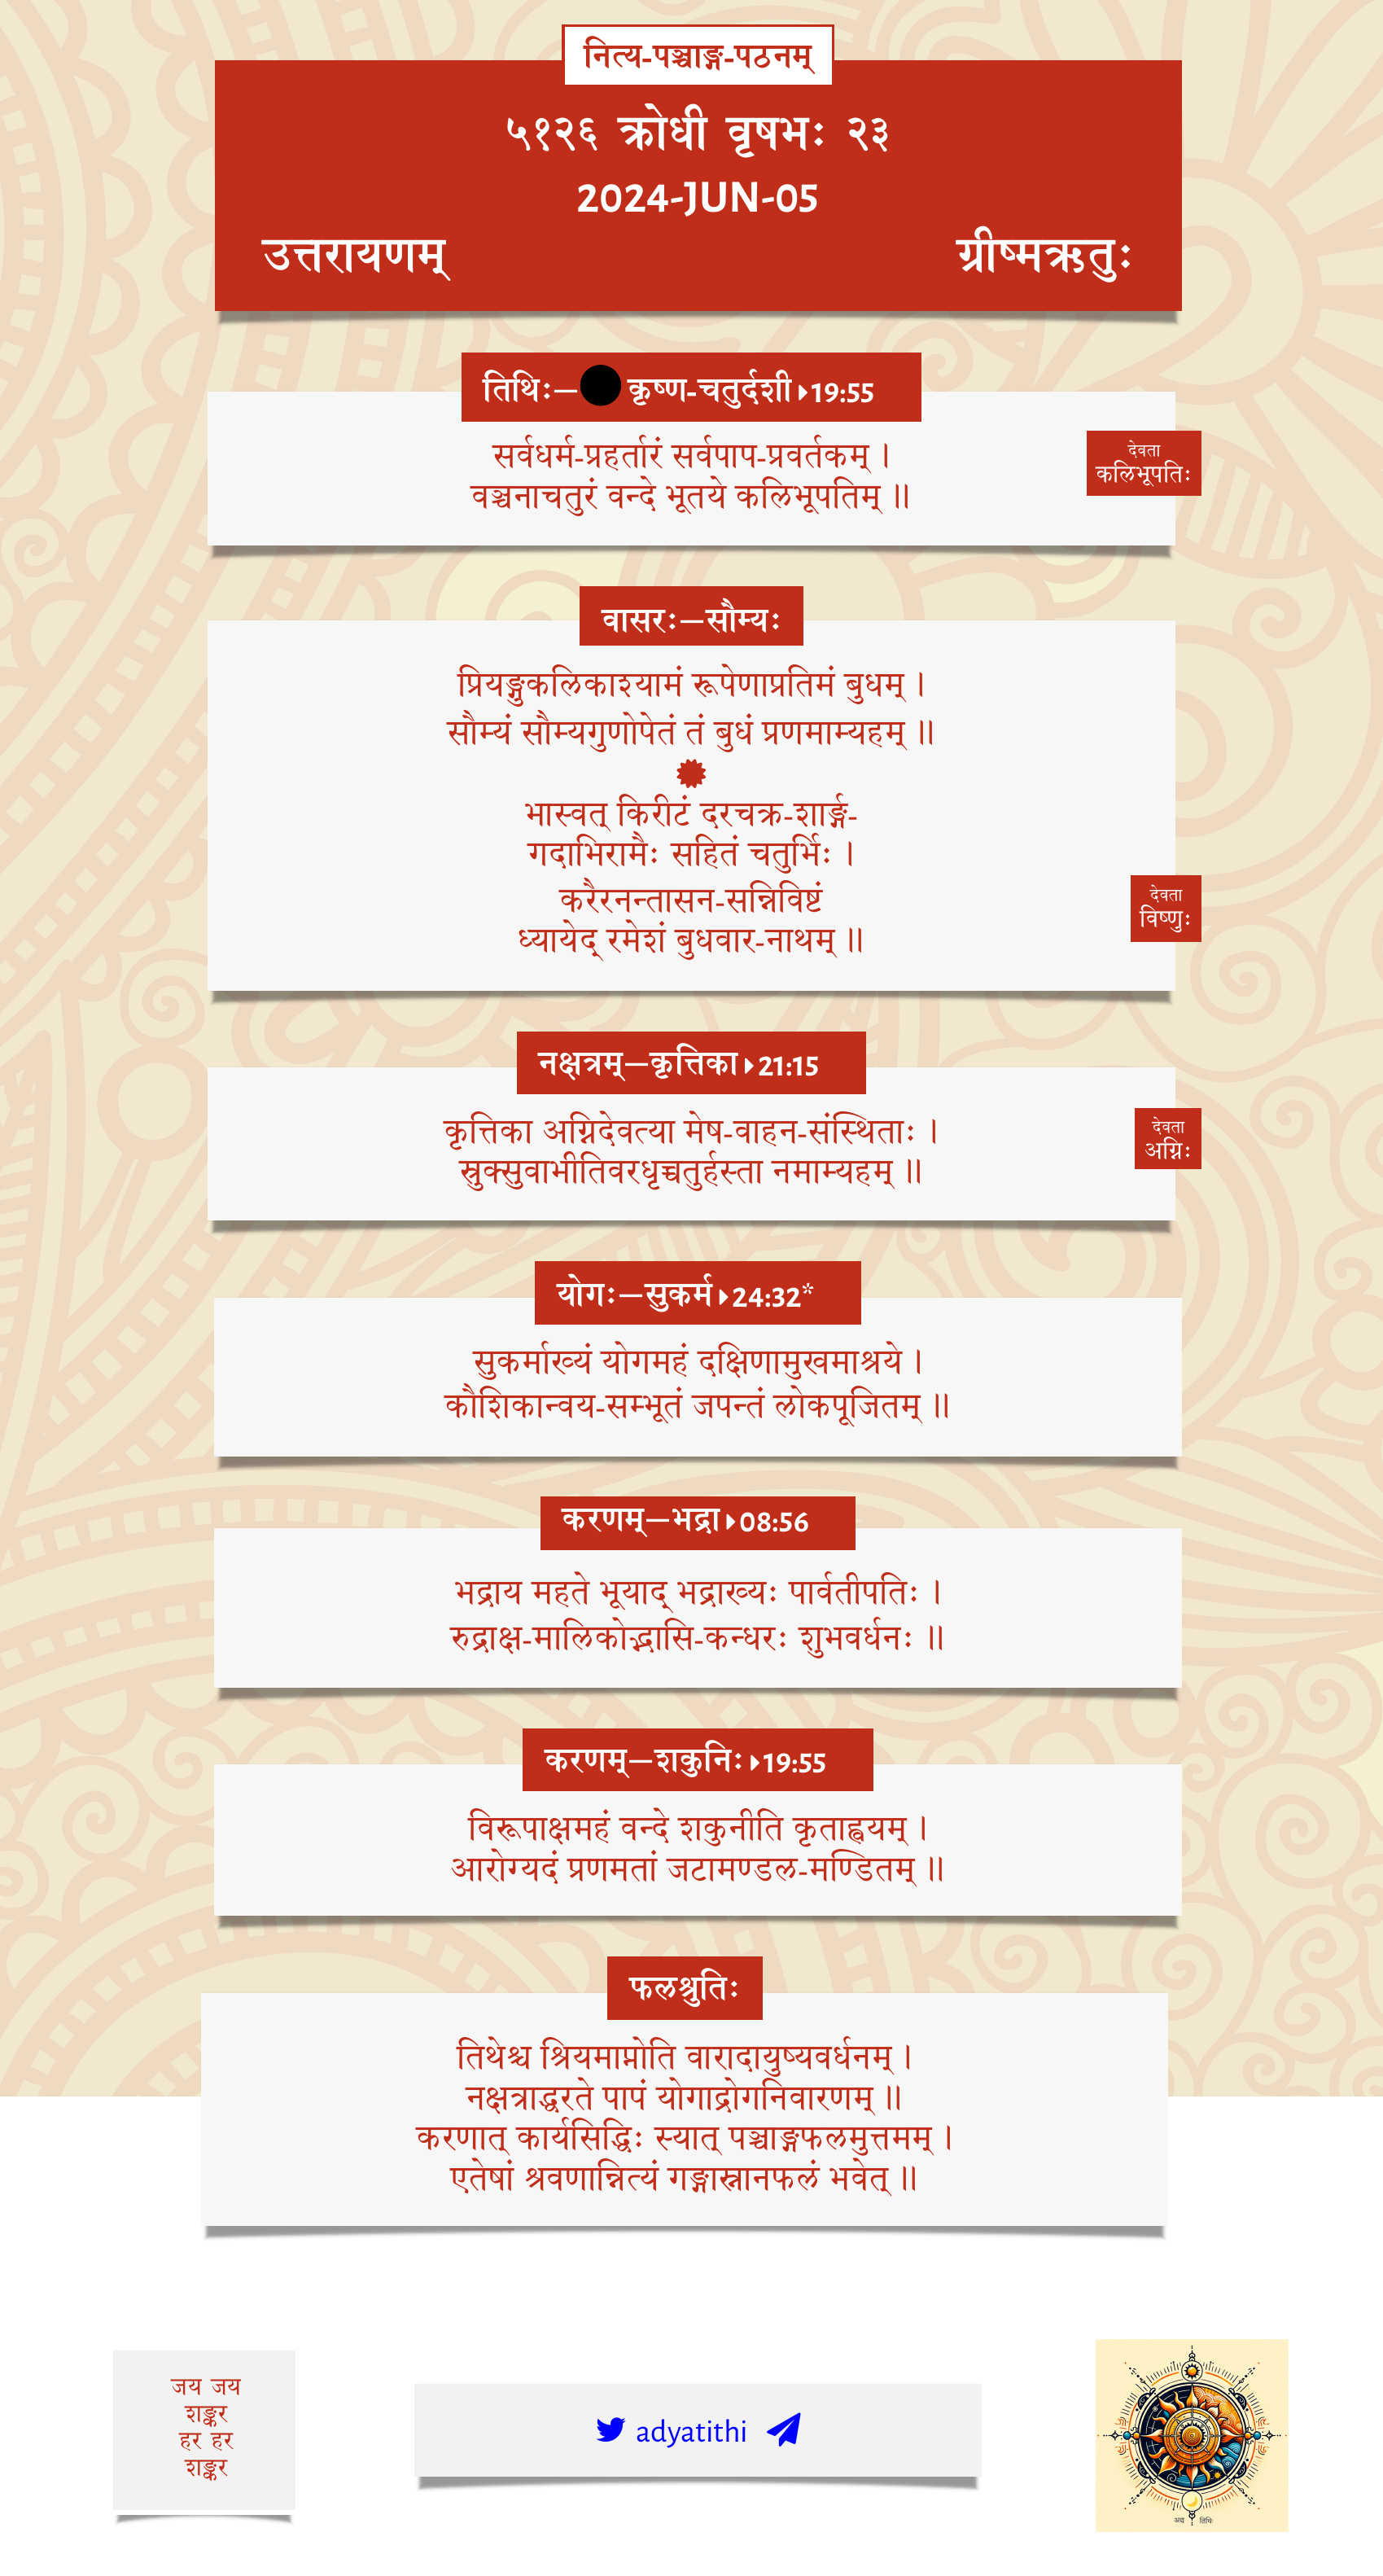 नित्य-पञ्चाङ्ग-पठनम्
५१२६ क्रोधी वृषभः २३
2024-JUN-05
उत्तरायणम् ग्रीष्मऋतुः
तिथिः—कृष्ण-चतुर्दशी 19:55
सर्वधर्म-प्रहर्तारं सर्वपाप-प्रवर्तकम् ।
वञ्चनाचतुरं वन्दे भूतये कलिभूपतिम् ॥
देवता
कलिभूपतिः
वासरः—सौम्यः
प्रियङ्गुकलिकाश्यामं रूपेणाप्रतिमं बुधम् ।
सौम्यं सौम्यगुणोपेतं तं बुधं प्रणमाम्यहम् ॥
भास्वत् किरीटं दरचक्र-शार्ङ्ग-
गदाभिरामैः सहितं चतुर्भिः ।
करैरनन्तासन-सन्निविष्टं
ध्यायेद् रमेशं बुधवार-नाथम् ॥
देवता
विष्णुः
नक्षत्रम्—कृत्तिका 21:15
कृत्तिका अग्निदेवत्या मेष-वाहन-संस्थिताः ।
स्रुक्सुवाभीतिवरधृच्चतुर्हस्ता नमाम्यहम् ॥
देवता
अग्निः
योगः—सुकर्म 24:32*
सुकर्माख्यं योगमहं दक्षिणामुखमाश्रये ।
कौशिकान्वय-सम्भूतं जपन्तं लोकपूजितम् ॥
करणम्—भद्रा 08:56
भद्राय महते भूयाद् भद्राख्यः पार्वतीपतिः ।
रुद्राक्ष-मालिकोद्भासि-कन्धरः शुभवर्धनः ॥
करणम्—शकुनिः 19:55
विरूपाक्षमहं वन्दे शकुनीति कृताह्वयम् ।
आरोग्यदं प्रणमतां जटामण्डल-मण्डितम् ॥
फलश्रुतिः
तिथेश्च श्रियमाप्नोति वारादायुष्यवर्धनम् ।
नक्षत्राद्धरते पापं योगाद्रोगनिवारणम् ॥
करणात् कार्यसिद्धिः स्यात् पञ्चाङ्गफलमुत्तमम् ।
एतेषां श्रवणान्नित्यं गङ्गास्नानफलं भवेत् ॥
जय जय
शङ्कर
हर हर
शङ्कर
adyatithi
अद्य तिथिः